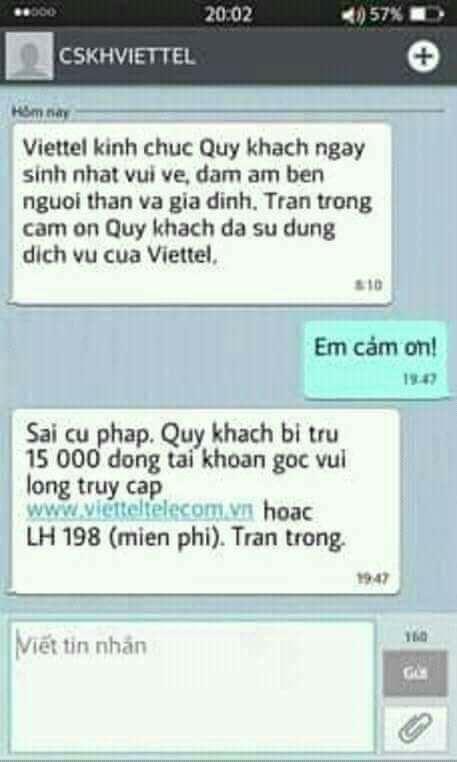 20:02
57%
CSKHVIETTEL
Hôm nay
Viettel kinh chuc Quy khach ngay
sinh nhat vui ve, dam am ben
nguoi than va gia dinh. Tran trong
cam on Quy khach da su dung
dich vu cua Viettel.
8:10
Em cảm ơn!
19:47
Sai cu phap. Quy khach bi tru
15 000 dong tai khoan goc vui
long truy cap
www.vietteltelecom.vn hoac
LH 198 (mien phi). Tran trong.
19:47
Viết tin nhắn
160
Gửi